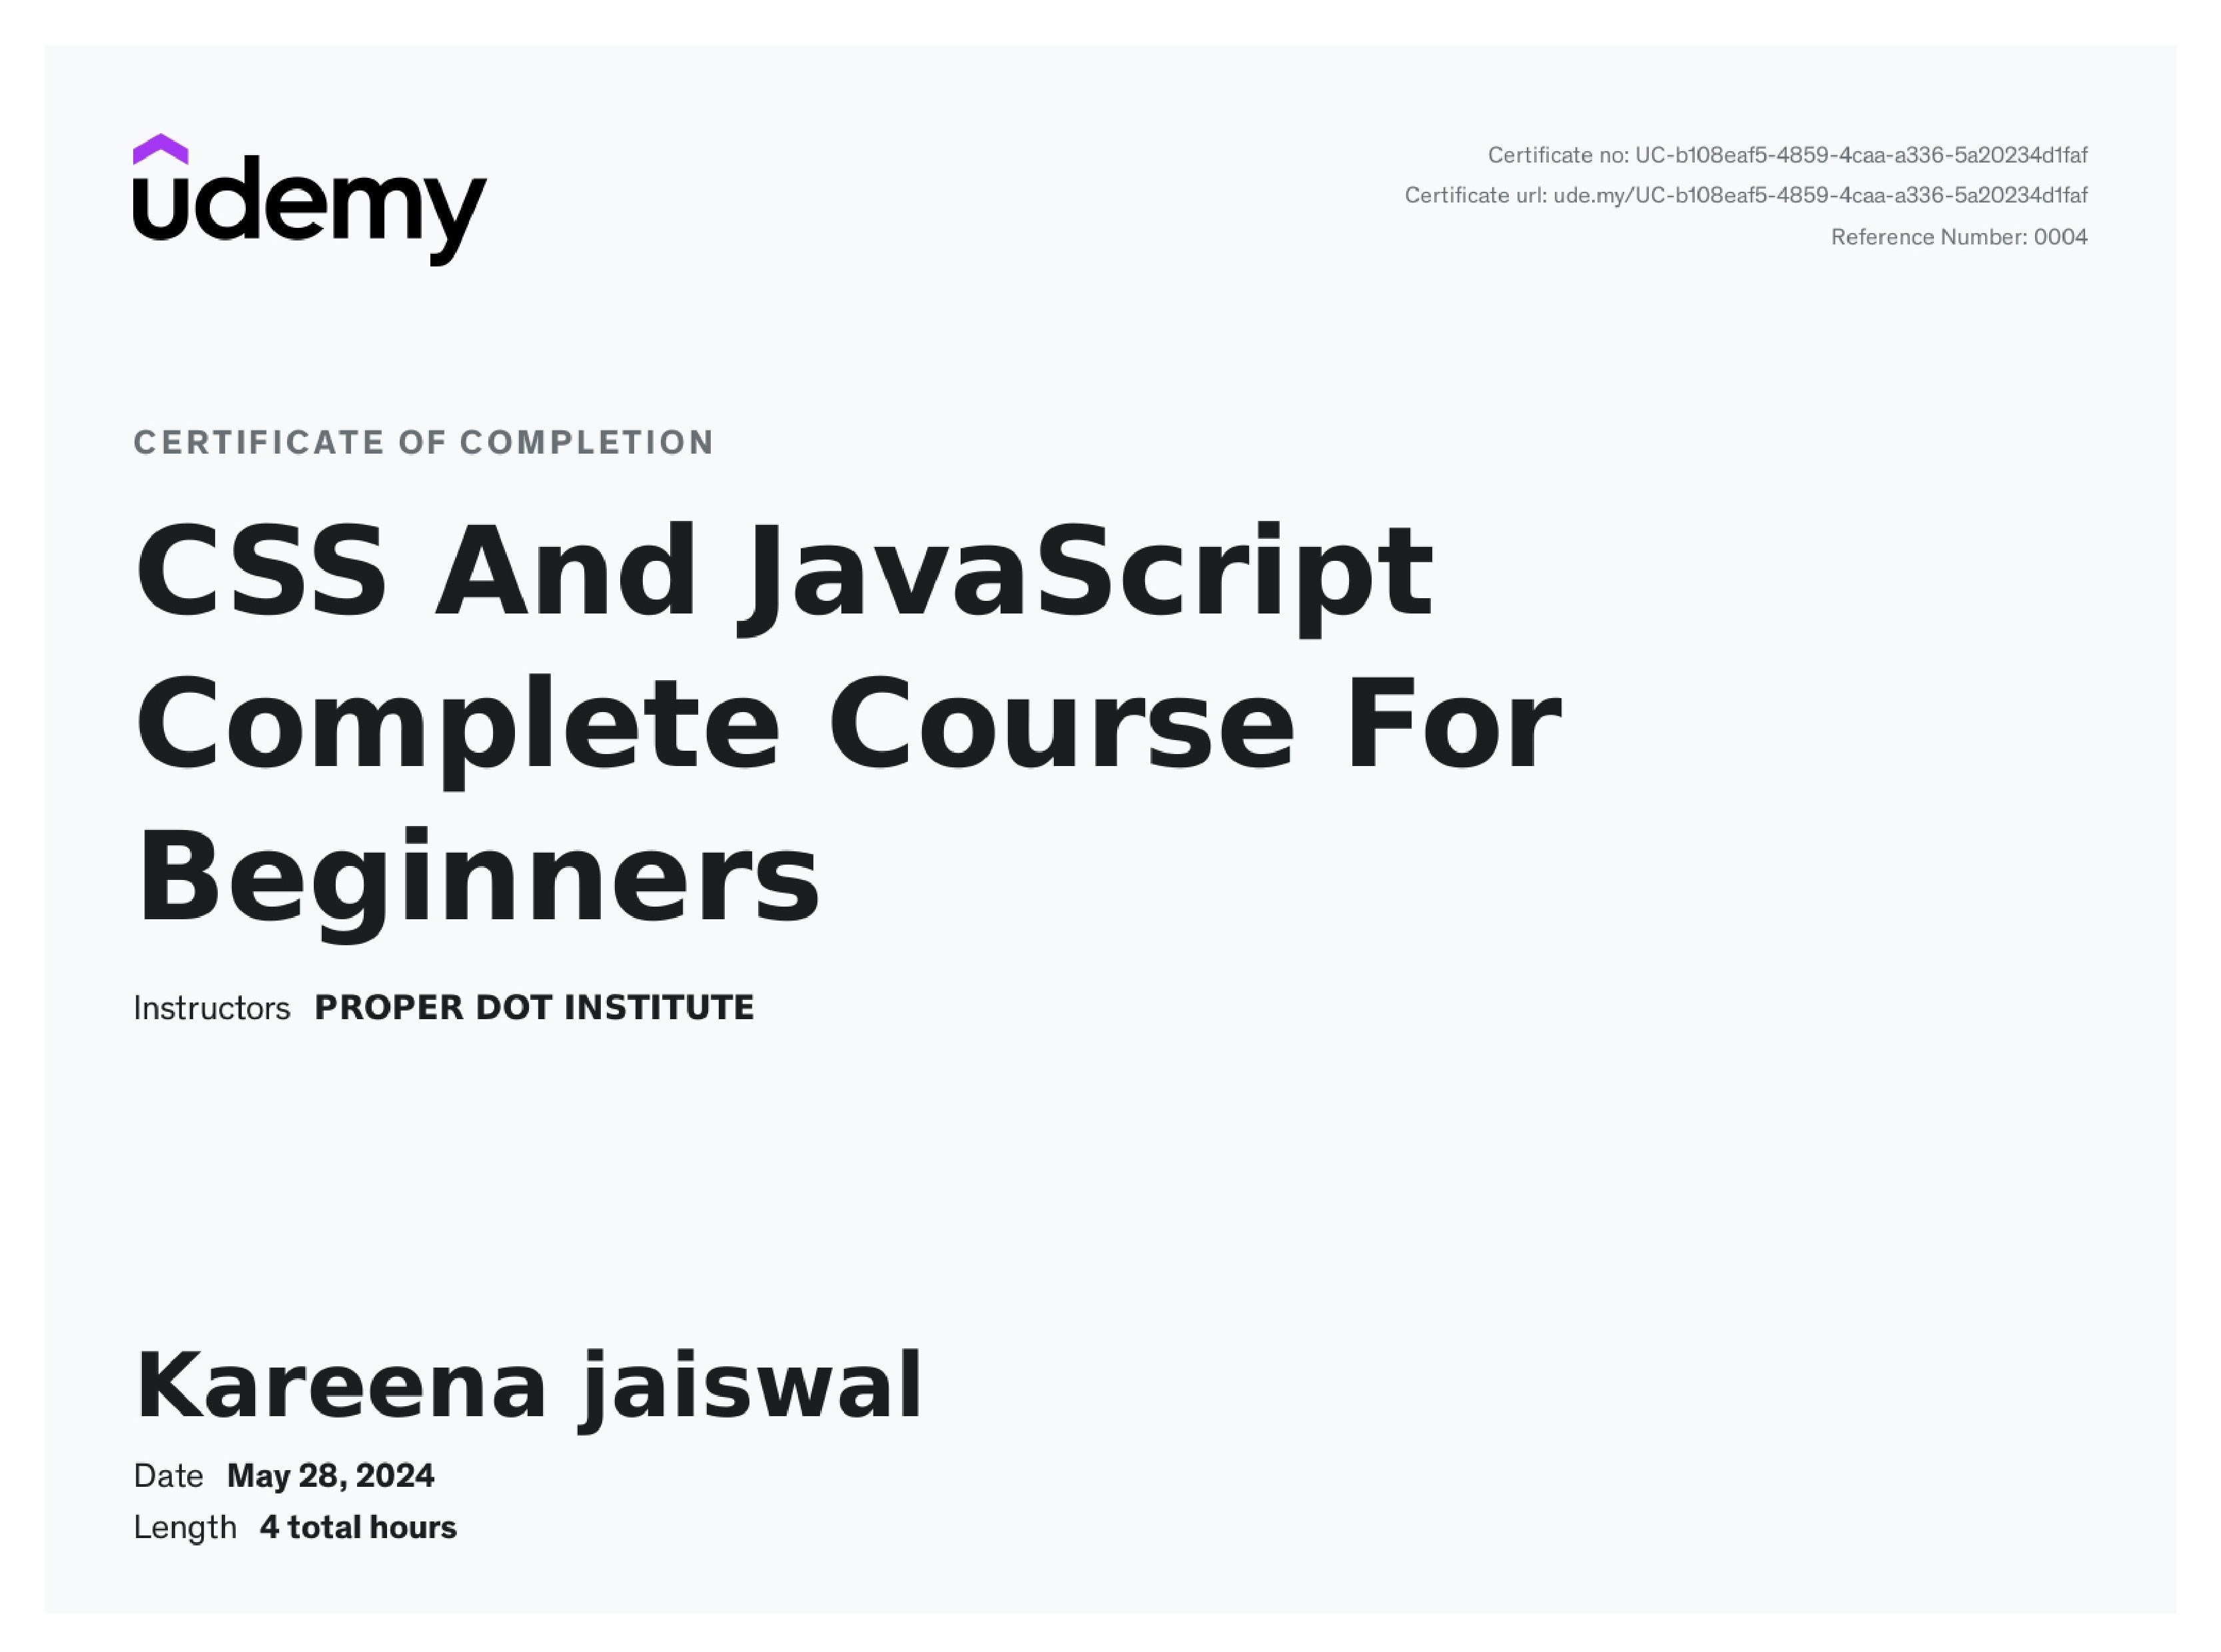 udemy
Certificate no: UC-b108eaf5-4859-4caa-a336-5a20234d1faf
Certificate url: ude.my/UC-b108eaf5-4859-4caa-a336-5a20234d1faf
Reference Number: 0004
CERTIFICATE OF COMPLETION
CSS And JavaScript
Complete Course For
Beginners
Instructors PROPER DOT INSTITUTE
Kareena jaiswal
Date May 28, 2024
Length 4 total hours